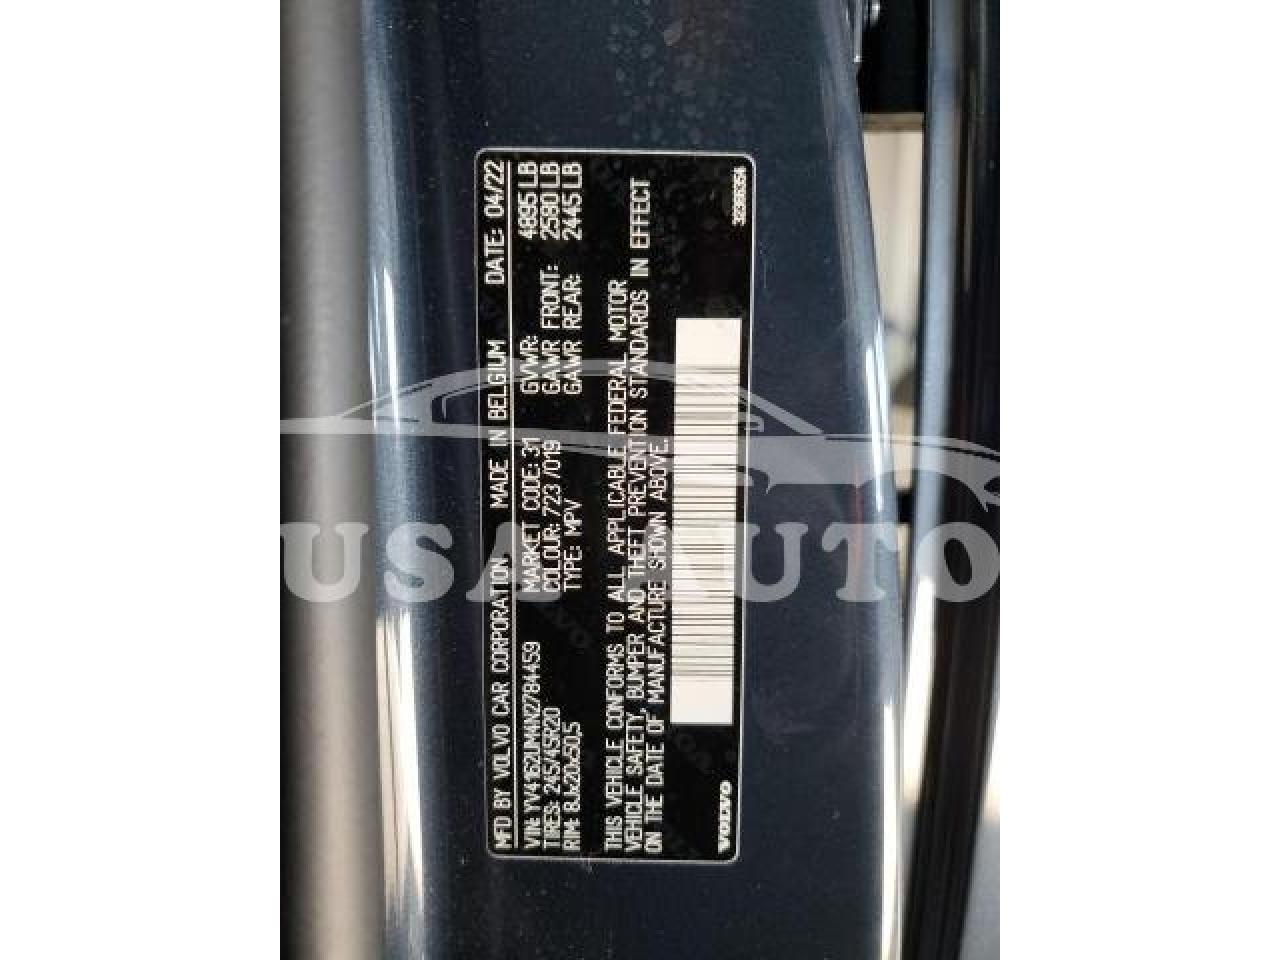 MFD BY VOLVO CAR CORPORATION. MADE IN BELGIUM DATE: 04/22
VIN: YV4162UM4N2784459 MARKET CODE: 31 GVWR: 4895 LB
TIRES: 245/45R20 COLOUR: 723 /019 GAWR FRONT: 2580 LB
RIM: 8Jx20x50,5 TYPE: MPV GAWR REAR: 2445 LB
THIS VEHICLE CONFORMS TO ALL APPLICABLE FEDERAL MOTOR
VEHICLE SAFETY, BUMPER AND THEFT PREVENTION STANDARDS IN EFFECT
ON THE DATE OF MANUFACTURE SHOWN ABOVE.
VOLVO
USA AUTO